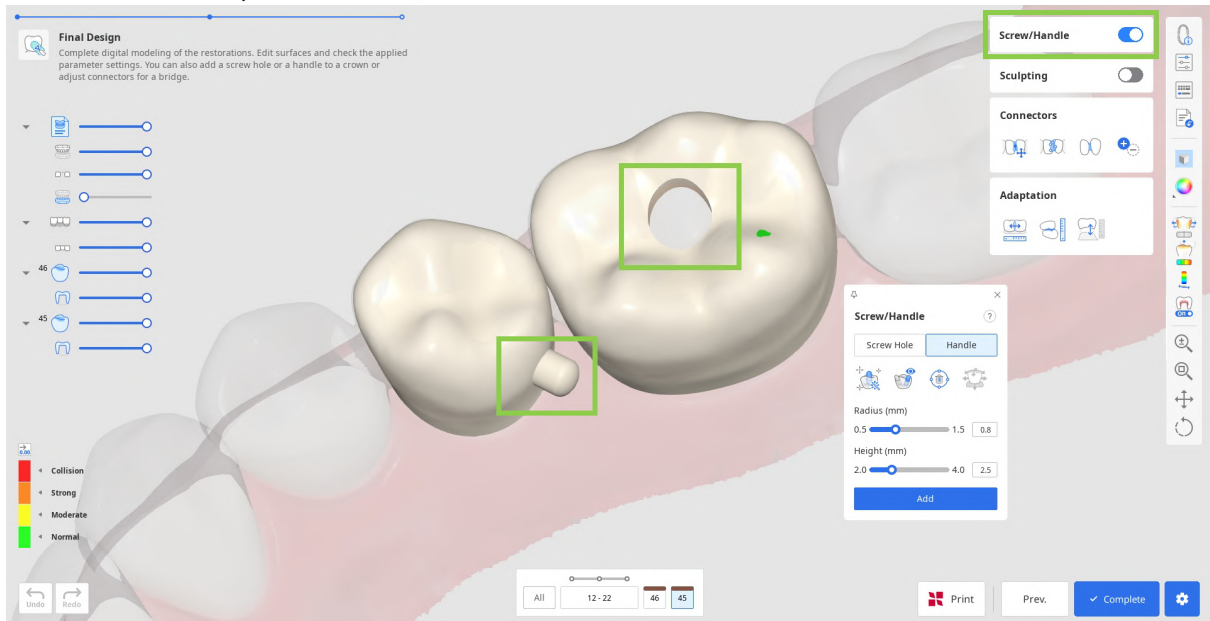 Final Design
Complete digital modeling of the restorations. Edit surfaces and check the applied
parameter settings. You can also add a screw hole or a handle to a crown or
adjust connectors for a bridge.
46
45
0.00
Collision
Strong
Moderate
Normal
Undo
Redo
All
12 - 22
46
45
Screw/Handle
Sculpting
Connectors
Adaptation
Screw/Handle
?
Screw Hole
Handle
Radius (mm)
0.5
1.5
0.8
Height (mm)
2.0
4.0
2.5
Add
ON
Print
Prev.
Complete